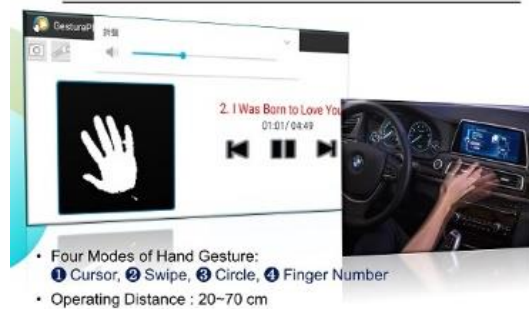 GesturaPl
2. I Was Born to Love You
01:01/04:49
• Four Modes of Hand Gesture:
❶ Cursor, ❷ Swipe, ❸ Circle, ❹ Finger Number
• Operating Distance : 20~70 cm